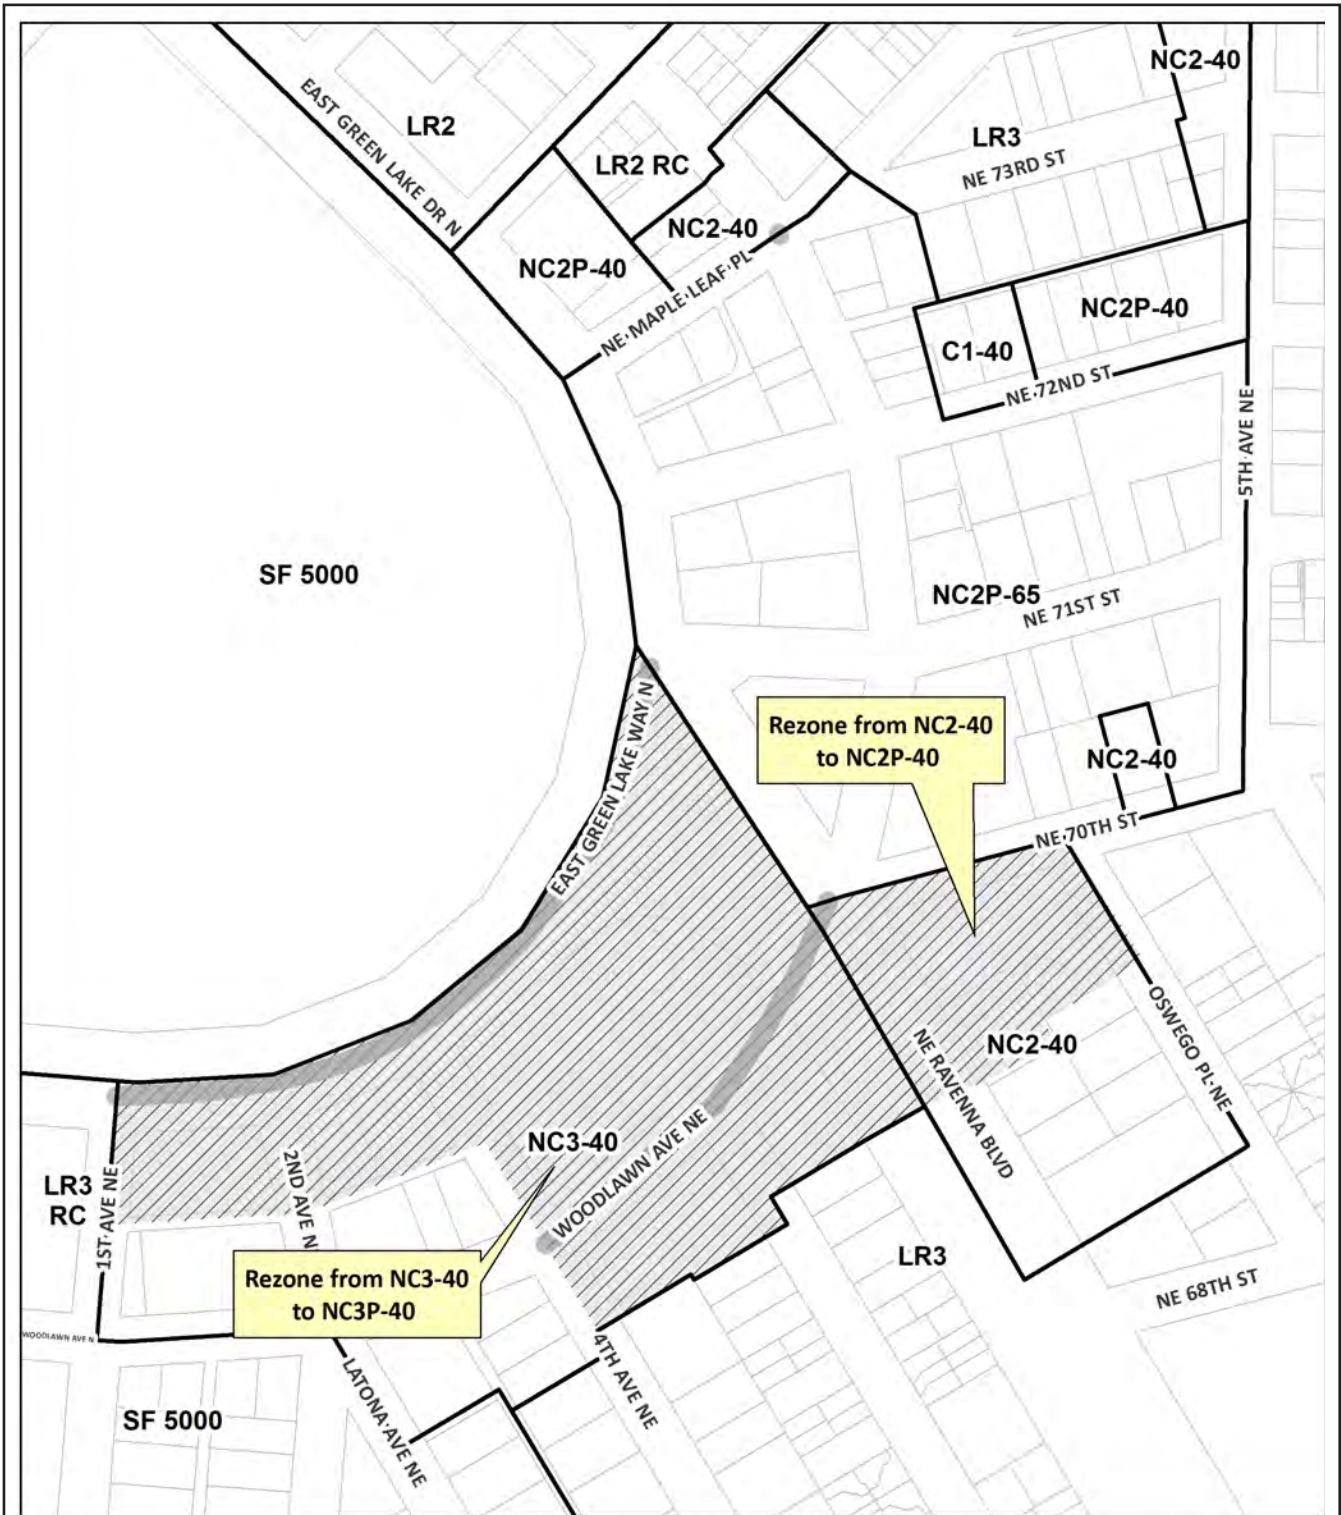 NC2-40
EAST GREEN LAKE DR N
LR2
LR3
LR2 RC
NE 73RD ST
NC2-40
NC2P-40
NE MAPLE LEAF PL
NC2P-40
C1-40
NE 72ND ST
5TH AVE NE
SF 5000
NC2P-65
NE 71ST ST
EAST GREEN LAKE WAY N
Rezone from NC2-40
to NC2P-40
NC2-40
NE 70TH ST
NC2-40
OSWEGO PL NE
NE RAVENNA BLVD
NC3-40
WOODLAWN AVE NE
LR3
RC
1ST AVE NE
2ND AVE N
Rezone from NC3-40
to NC3P-40
LR3
NE 68TH ST
WOODLAWN AVE N
4TH AVE NE
LATONA AVE NE
SF 5000